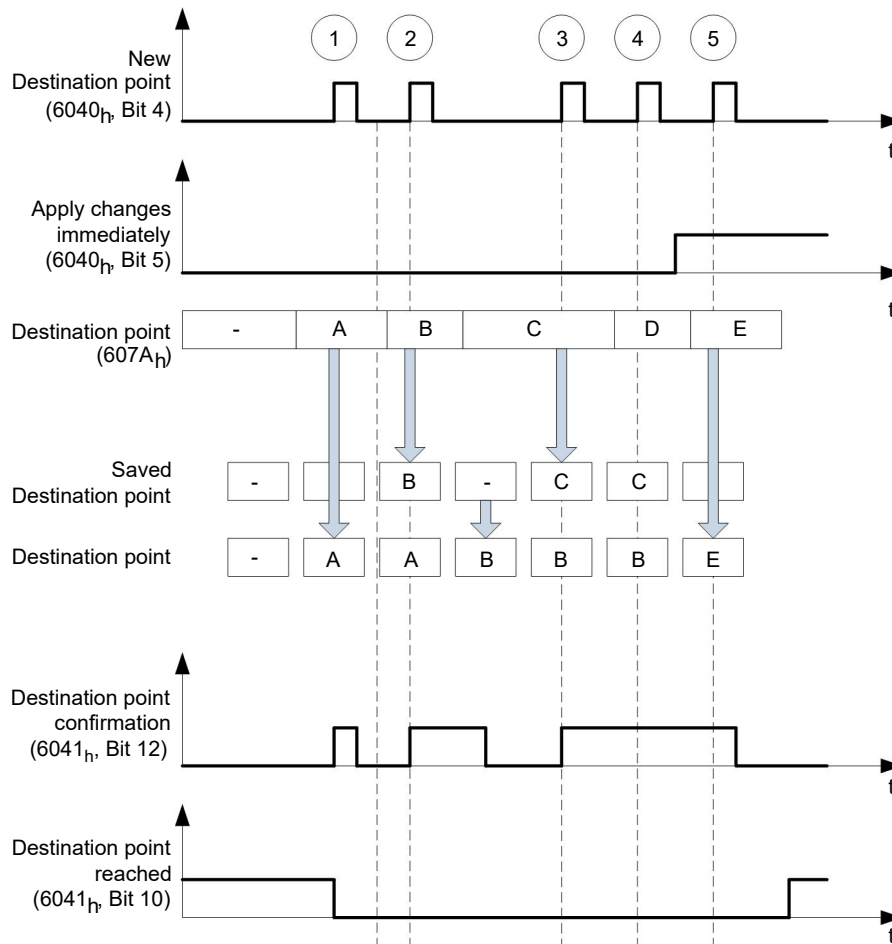 1 2 3 4 5
New
Destination point
(6040h, Bit 4)
t
Apply changes
immediately
(6040h, Bit 5)
t
Destination point
(607Ah)
- A B C D E
Saved
Destination point
- B - C C
Destination point
- A A B B B E
Destination point
confirmation
(6041h, Bit 12)
t
Destination point
reached
(6041h, Bit 10)
t